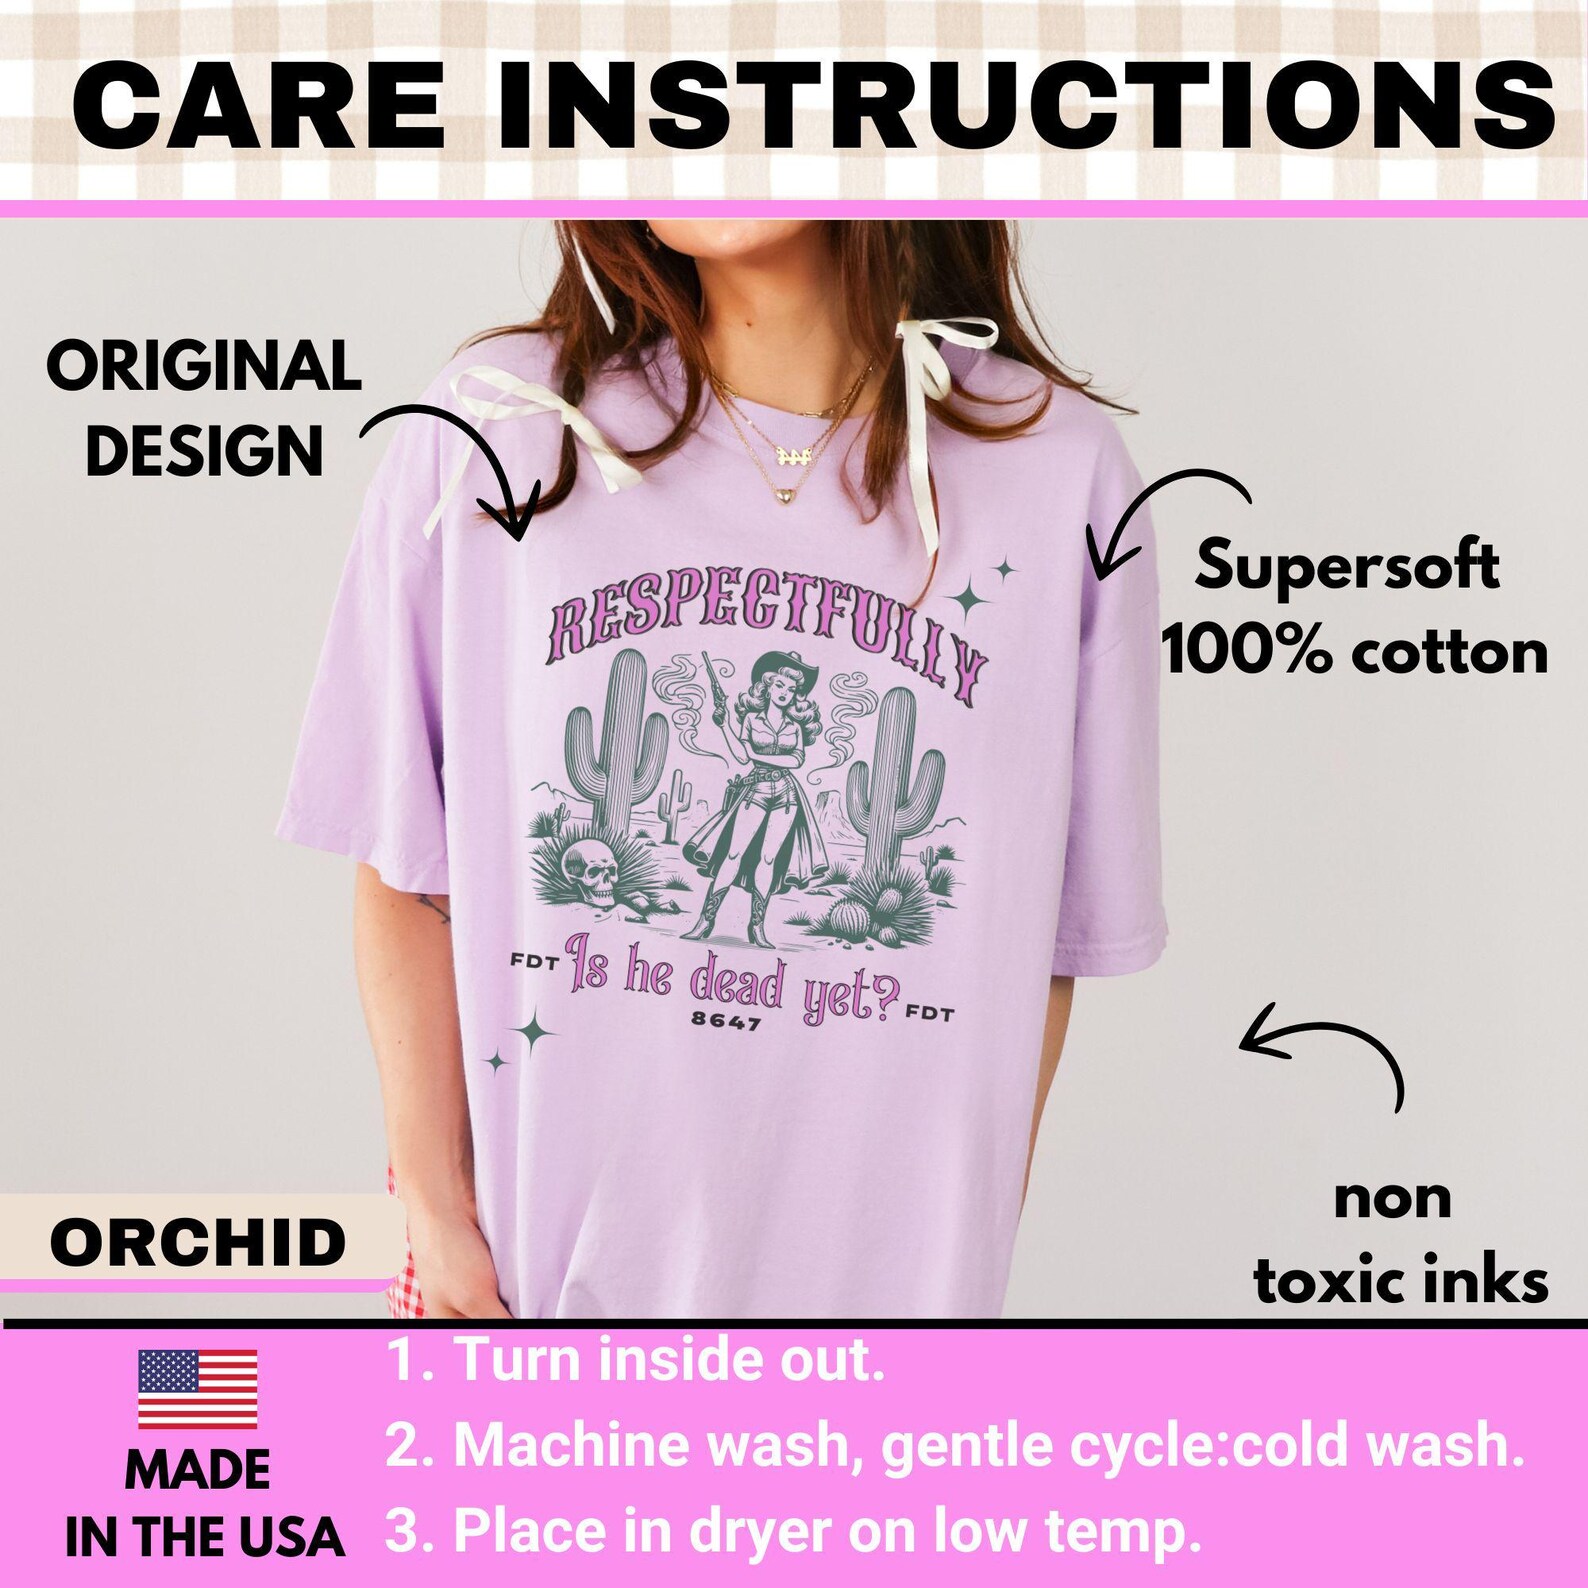 CARE INSTRUCTIONS
ORIGINAL
DESIGN
Supersoft
100% cotton
RESPECTFULLY
FDT Is he dead yet? FDT
8647
non
toxic inks
ORCHID
MADE
IN THE USA
1. Turn inside out.
2. Machine wash, gentle cycle:cold wash.
3. Place in dryer on low temp.